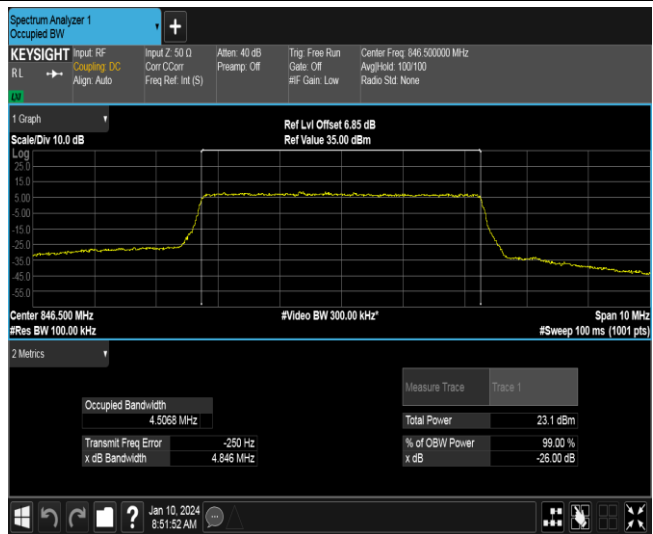 Spectrum Analyzer 1
Occupied BW
+
KEYSIGHT Input: RF Input Z: 50 Ω Atten: 40 dB Trig: Free Run Center Freq: 846.500000 MHz
RL Coupling: DC Corr CCorr Preamp: Off Gate: Off Avg|Hold: 100/100
Align: Auto Freq Ref: Int (S) #IF Gain: Low Radio Std: None
1 Graph
Ref Lvl Offset 6.85 dB
Scale/Div 10.0 dB Ref Value 35.00 dBm
Log
25.0
15.0
5.00
-5.00
-15.0
-25.0
-35.0
-45.0
-55.0
Center 846.500 MHz #Video BW 300.00 kHz* Span 10 MHz
#Res BW 100.00 kHz #Sweep 100 ms (1001 pts)
2 Metrics
Measure Trace Trace 1
Occupied Bandwidth
4.5068 MHz Total Power 23.1 dBm
Transmit Freq Error -250 Hz % of OBW Power 99.00 %
x dB Bandwidth 4.846 MHz x dB -26.00 dB
? Jan 10, 2024
8:51:52 AM